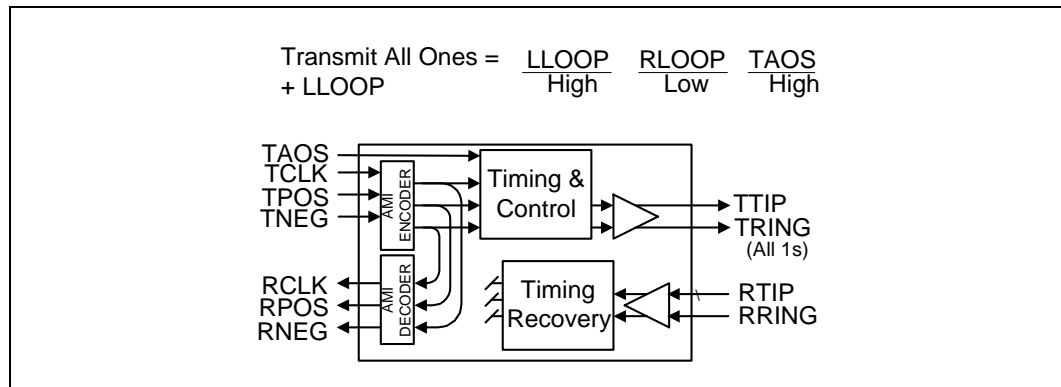 Transmit All Ones = LLOOP RLOOP TAOS
+ LLOOP High Low High
TAOS
TCLK
TPOS
TNEG
AMI
ENCODER
Timing &
Control
TTIP
TRING
(All 1s)
RCLK
RPOS
RNEG
AMI
DECODER
Timing
Recovery
RTIP
RRING